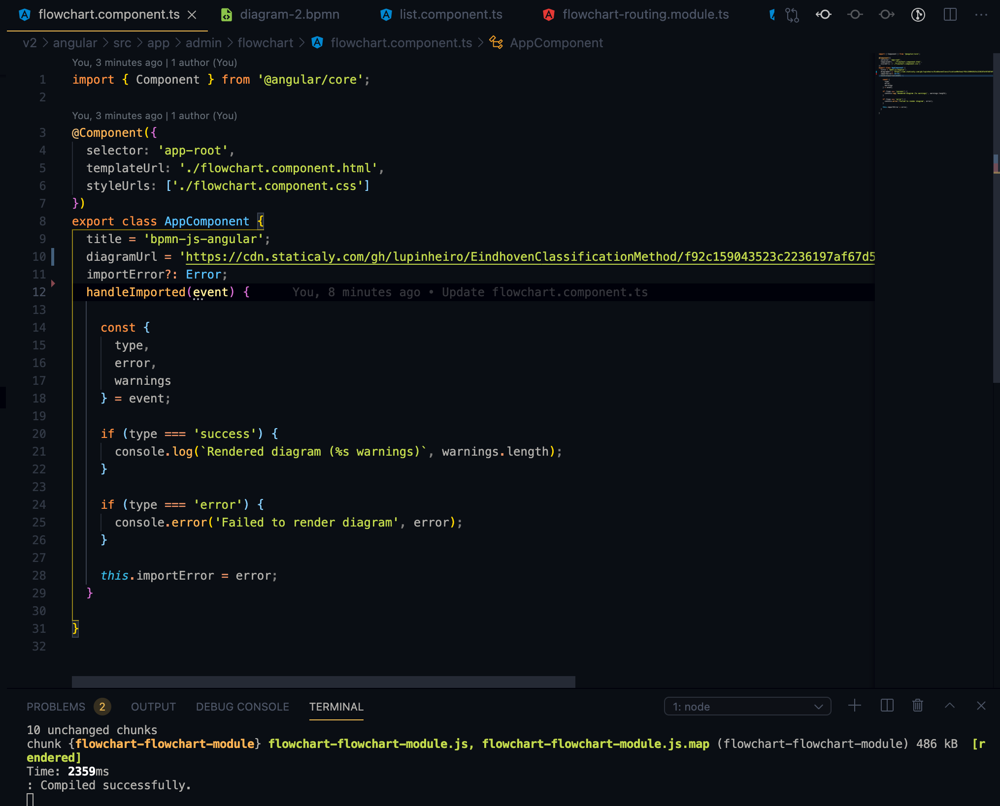 flowchart.component.ts
diagram-2.bpmn
list.component.ts
flowchart-routing.module.ts
v2 > angular > src > app > admin > flowchart > flowchart.component.ts > AppComponent
You, 3 minutes ago | 1 author (You)
1 import { Component } from '@angular/core';
2
You, 3 minutes ago | 1 author (You)
3 @Component({
4 selector: 'app-root',
5 templateUrl: './flowchart.component.html',
6 styleUrls: ['./flowchart.component.css']
7 })
8 export class AppComponent {
9 title = 'bpmn-js-angular';
10 diagramUrl = 'https://cdn.staticaly.com/gh/lupinheiro/EindhovenClassificationMethod/f92c159043523c2236197af67d5
11 importError?: Error;
12 handleImported(event) { You, 8 minutes ago • Update flowchart.component.ts
13
14 const {
15 type,
16 error,
17 warnings
18 } = event;
19
20 if (type === 'success') {
21 console.log(`Rendered diagram (%s warnings)`, warnings.length);
22 }
23
24 if (type === 'error') {
25 console.error('Failed to render diagram', error);
26 }
27
28 this.importError = error;
29 }
30
31 }
32
PROBLEMS 2 OUTPUT DEBUG CONSOLE TERMINAL 1: node
10 unchanged chunks
chunk {flowchart-flowchart-module} flowchart-flowchart-module.js, flowchart-flowchart-module.js.map (flowchart-flowchart-module) 486 kB [r
endered]
Time: 2359ms
: Compiled successfully.